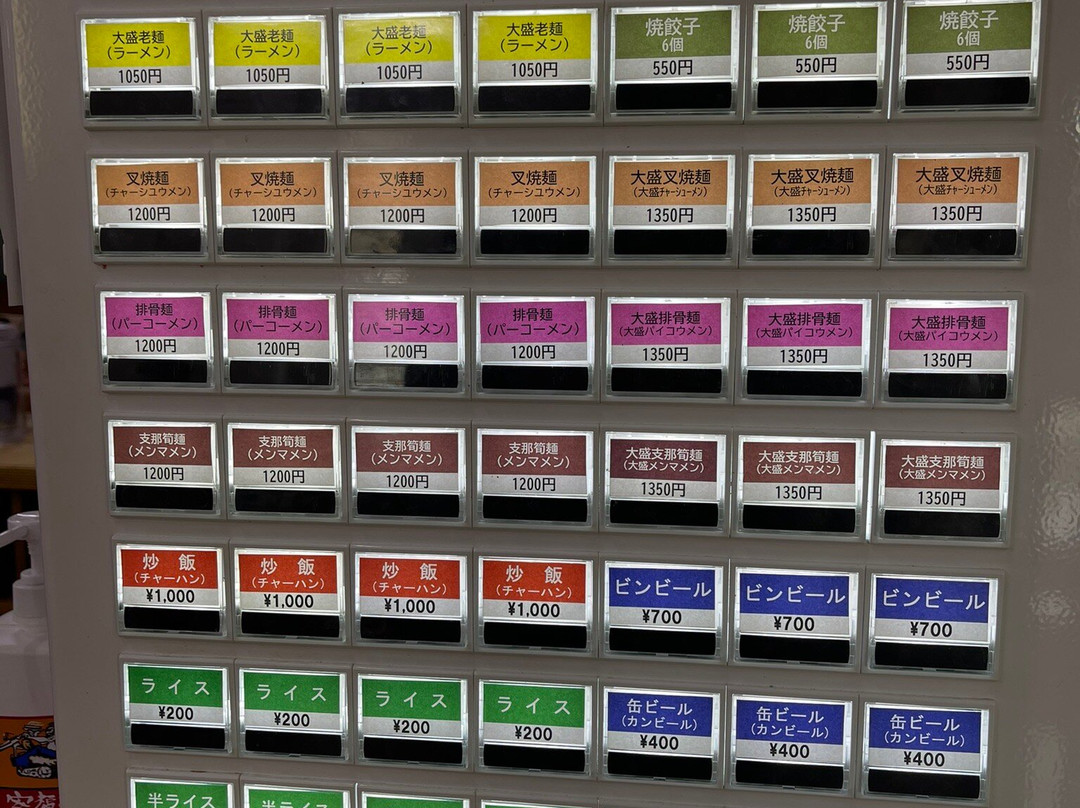 大盛老麺
(ラーメン)
1050円
大盛老麺
(ラーメン)
1050円
大盛老麺
(ラーメン)
1050円
大盛老麺
(ラーメン)
1050円
焼餃子
6個
550円
焼餃子
6個
550円
焼餃子
6個
550円
叉焼麺
(チャーシユウメン)
1200円
叉焼麺
(チャーシユウメン)
1200円
叉焼麺
(チャーシユウメン)
1200円
叉焼麺
(チャーシユウメン)
1200円
大盛叉焼麺
(大盛チャーシューメン)
1350円
大盛叉焼麺
(大盛チャーシューメン)
1350円
大盛叉焼麺
(大盛チャーシューメン)
1350円
排骨麺
(パーコーメン)
1200円
排骨麺
(パーコーメン)
1200円
排骨麺
(パーコーメン)
1200円
排骨麺
(パーコーメン)
1200円
大盛排骨麺
(大盛パイコウメン)
1350円
大盛排骨麺
(大盛パイコウメン)
1350円
大盛排骨麺
(大盛パイコウメン)
1350円
支那筍麺
(メンマメン)
1200円
支那筍麺
(メンマメン)
1200円
支那筍麺
(メンマメン)
1200円
支那筍麺
(メンマメン)
1200円
大盛支那筍麺
(大盛メンマメン)
1350円
大盛支那筍麺
(大盛メンマメン)
1350円
大盛支那筍麺
(大盛メンマメン)
1350円
炒飯
(チャーハン)
¥1,000
炒飯
(チャーハン)
¥1,000
炒飯
(チャーハン)
¥1,000
炒飯
(チャーハン)
¥1,000
ビンビール
¥700
ビンビール
¥700
ビンビール
¥700
ライス
¥200
ライス
¥200
ライス
¥200
ライス
¥200
缶ビール
(カンビール)
¥400
缶ビール
(カンビール)
¥400
缶ビール
(カンビール)
¥400
半ライス
半ライス